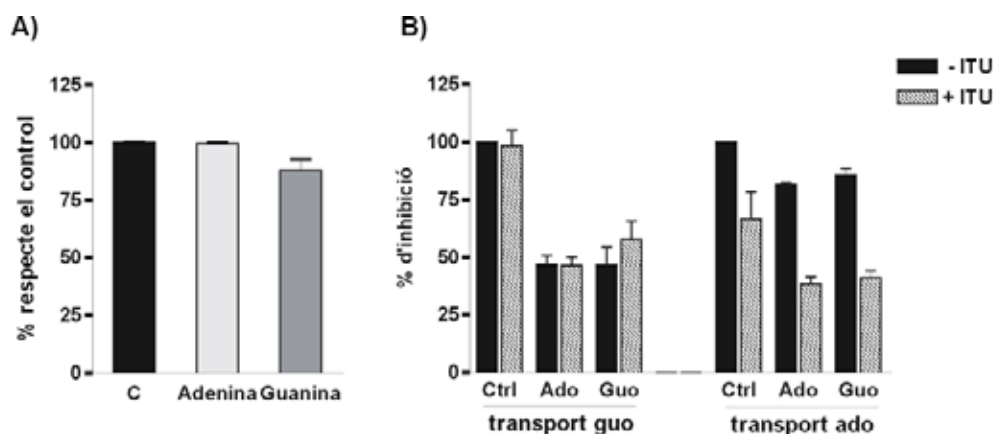 A)
% respecte el control
125
100
75
50
25
0
C Adenina Guanina
B)
- ITU
+ ITU
% d'inhibició
125
100
75
50
25
0
Ctrl Ado Guo Ctrl Ado Guo
transport guo transport ado